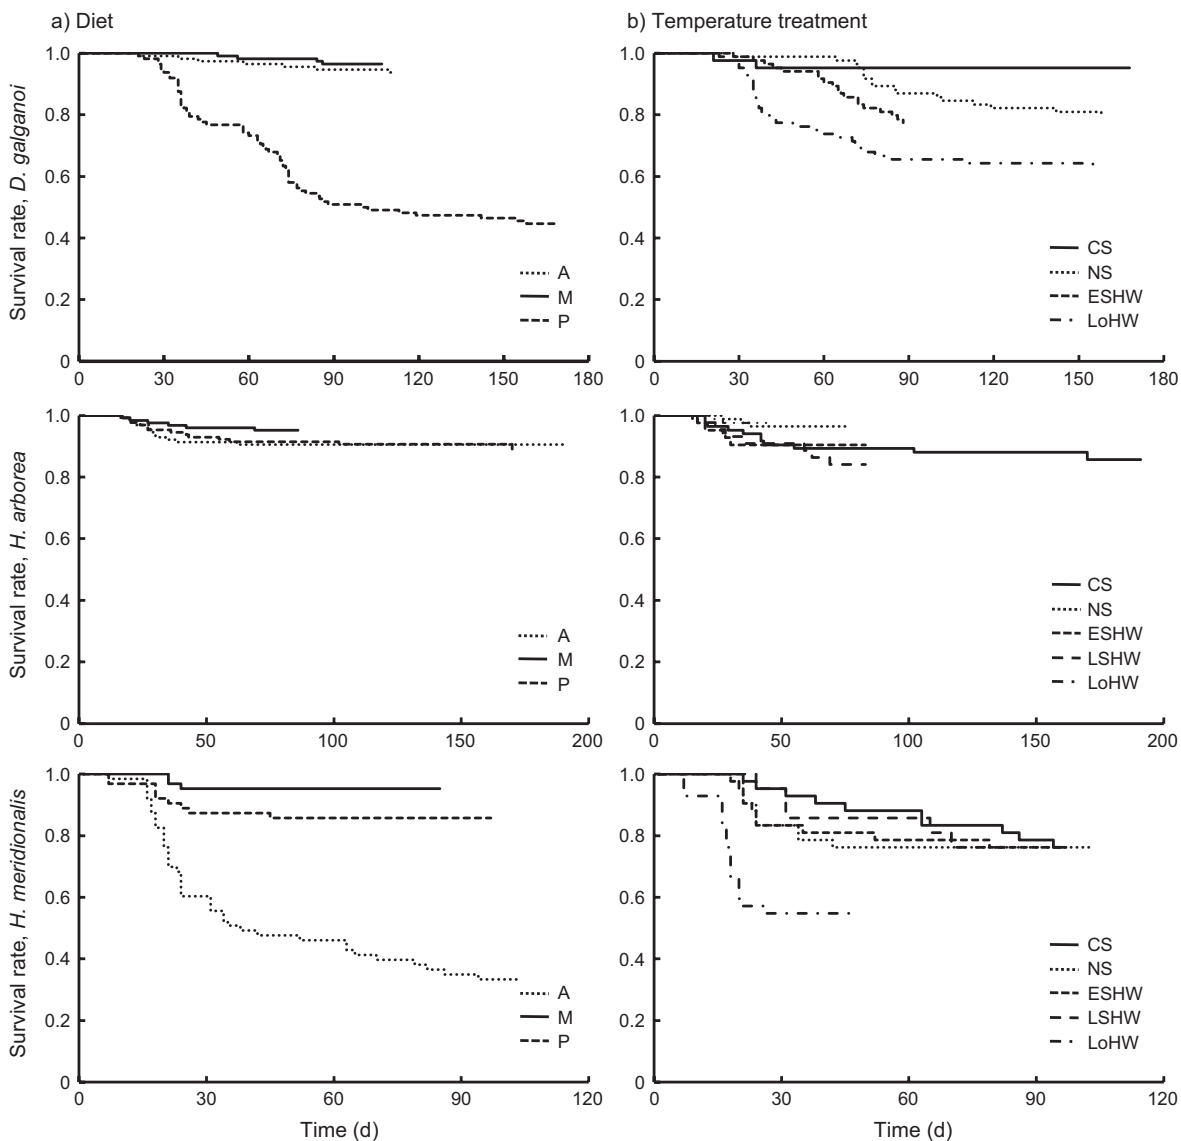 a) Diet
b) Temperature treatment
Survival rate, D. galganoi
1.0
0.8
0.6
0.4
0.2
0
0 30 60 90 120 150 180
A
M
P
1.0
0.8
0.6
0.4
0.2
0
0 30 60 90 120 150 180
CS
NS
ESHW
LoHW
Survival rate, H. arborea
1.0
0.8
0.6
0.4
0.2
0
0 50 100 150 200
A
M
P
1.0
0.8
0.6
0.4
0.2
0
0 50 100 150 200
CS
NS
ESHW
LSHW
LoHW
Survival rate, H. meridionalis
1.0
0.8
0.6
0.4
0.2
0
0 30 60 90 120
A
M
P
Time (d)
1.0
0.8
0.6
0.4
0.2
0
0 30 60 90 120
CS
NS
ESHW
LSHW
LoHW
Time (d)